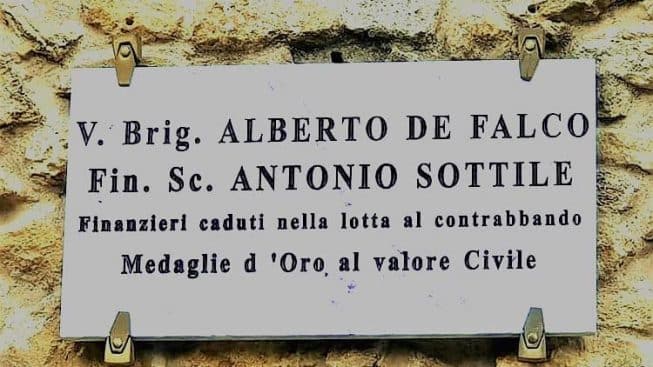 V. Brig. ALBERTO DE FALCO
Fin. Sc. ANTONIO SOTTILE
Finanzieri caduti nella lotta al contrabbando
Medaglie d 'Oro al valore Civile